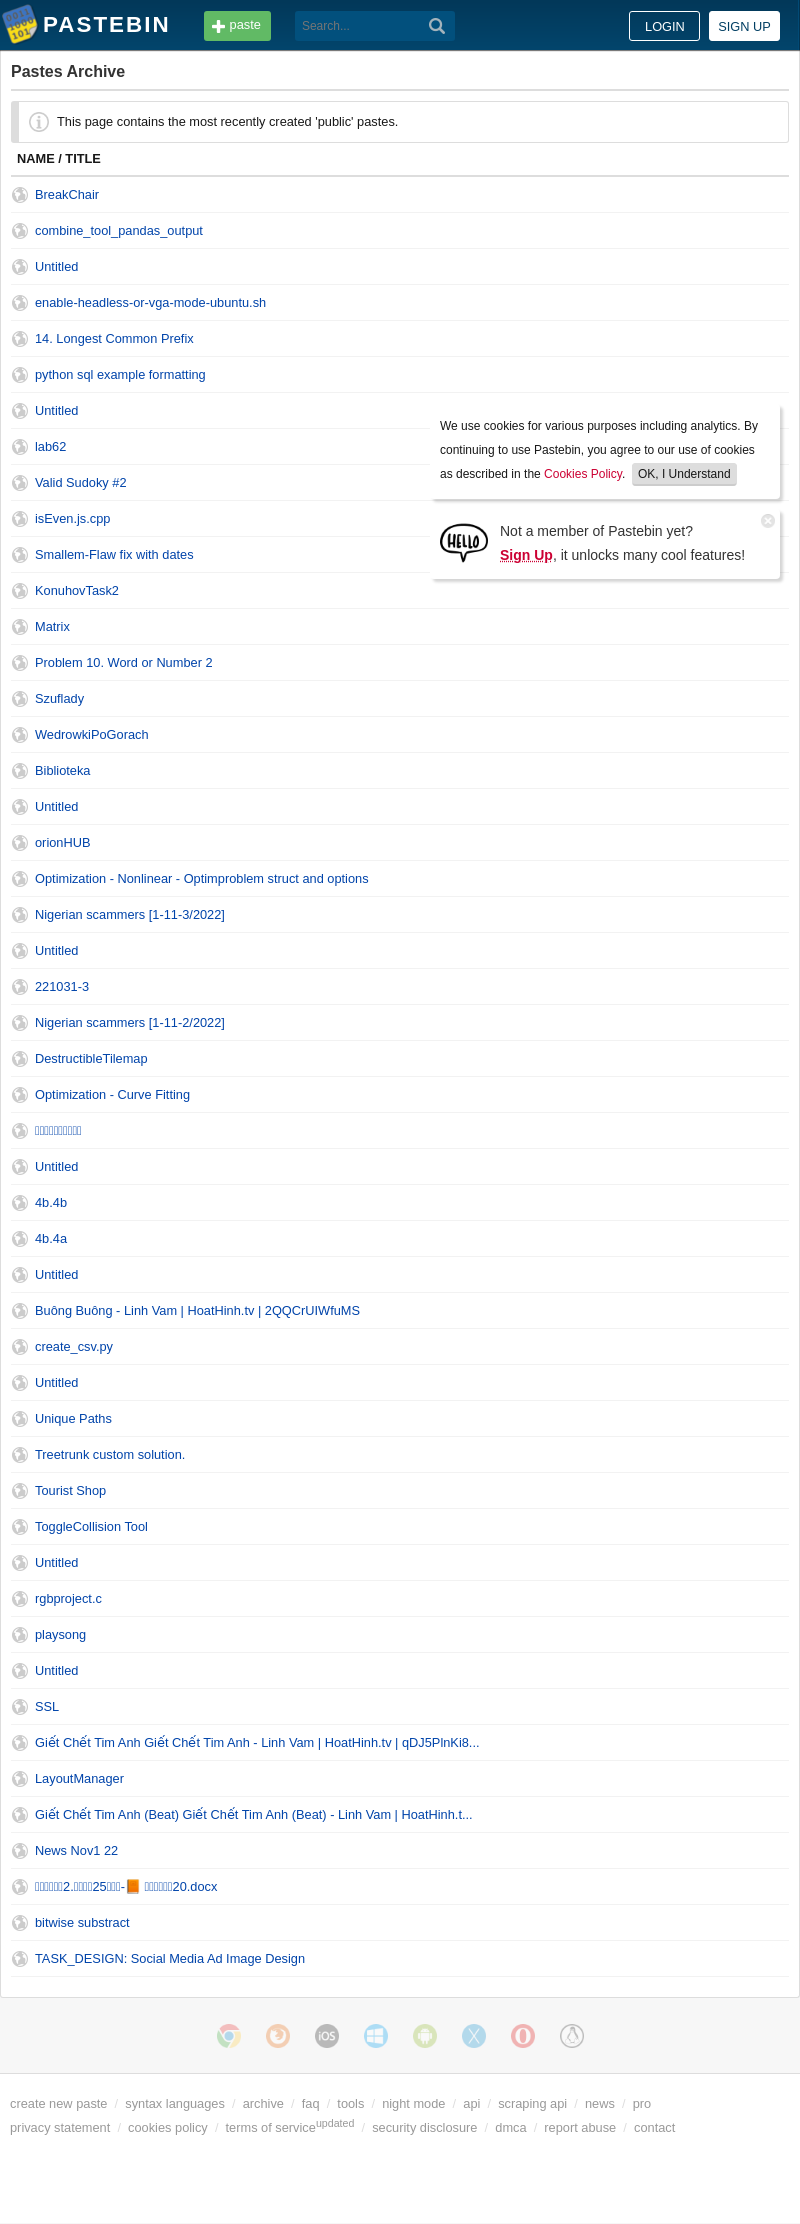 PASTEBIN
paste
Search...
LOGIN
SIGN UP
Pastes Archive
This page contains the most recently created 'public' pastes.
NAME / TITLE
BreakChair
combine_tool_pandas_output
Untitled
enable-headless-or-vga-mode-ubuntu.sh
14. Longest Common Prefix
python sql example formatting
Untitled
lab62
Valid Sudoky #2
isEven.js.cpp
Smallem-Flaw fix with dates
We use cookies for various purposes including analytics. By
continuing to use Pastebin, you agree to our use of cookies
as described in the Cookies Policy. OK, I Understand
HELLO
Not a member of Pastebin yet?
Sign Up, it unlocks many cool features!
KonuhovTask2
Matrix
Problem 10. Word or Number 2
Szuflady
WedrowkiPoGorach
Biblioteka
Untitled
orionHUB
Optimization - Nonlinear - Optimproblem struct and options
Nigerian scammers [1-11-3/2022]
Untitled
221031-3
Nigerian scammers [1-11-2/2022]
DestructibleTilemap
Optimization - Curve Fitting
Untitled
4b.4b
4b.4a
Untitled
Buông Buông - Linh Vam | HoatHinh.tv | 2QQCrUIWfuMS
create_csv.py
Untitled
Unique Paths
Treetrunk custom solution.
Tourist Shop
ToggleCollision Tool
Untitled
rgbproject.c
playsong
Untitled
SSL
Giết Chết Tim Anh Giết Chết Tim Anh - Linh Vam | HoatHinh.tv | qDJ5PlnKi8...
LayoutManager
Giết Chết Tim Anh (Beat) Giết Chết Tim Anh (Beat) - Linh Vam | HoatHinh.t...
News Nov1 22
2. 25 -📙 20.docx
bitwise substract
TASK_DESIGN: Social Media Ad Image Design
iOS
create new paste / syntax languages / archive / faq / tools / night mode / api / scraping api / news / pro
privacy statement / cookies policy / terms of service updated / security disclosure / dmca / report abuse / contact